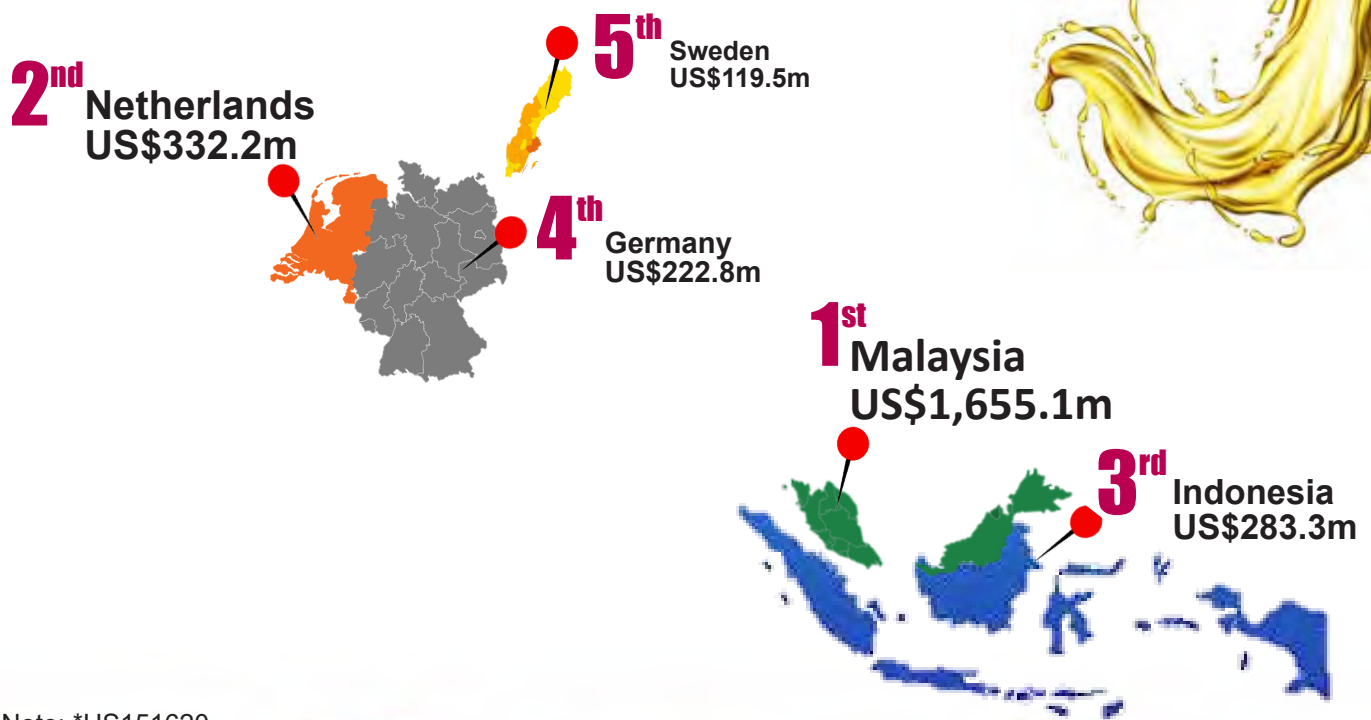 5th
Sweden
US$119.5m
2nd
Netherlands
US$332.2m
4th
Germany
US$222.8m
1st
Malaysia
US$1,655.1m
3rd
Indonesia
US$283.3m